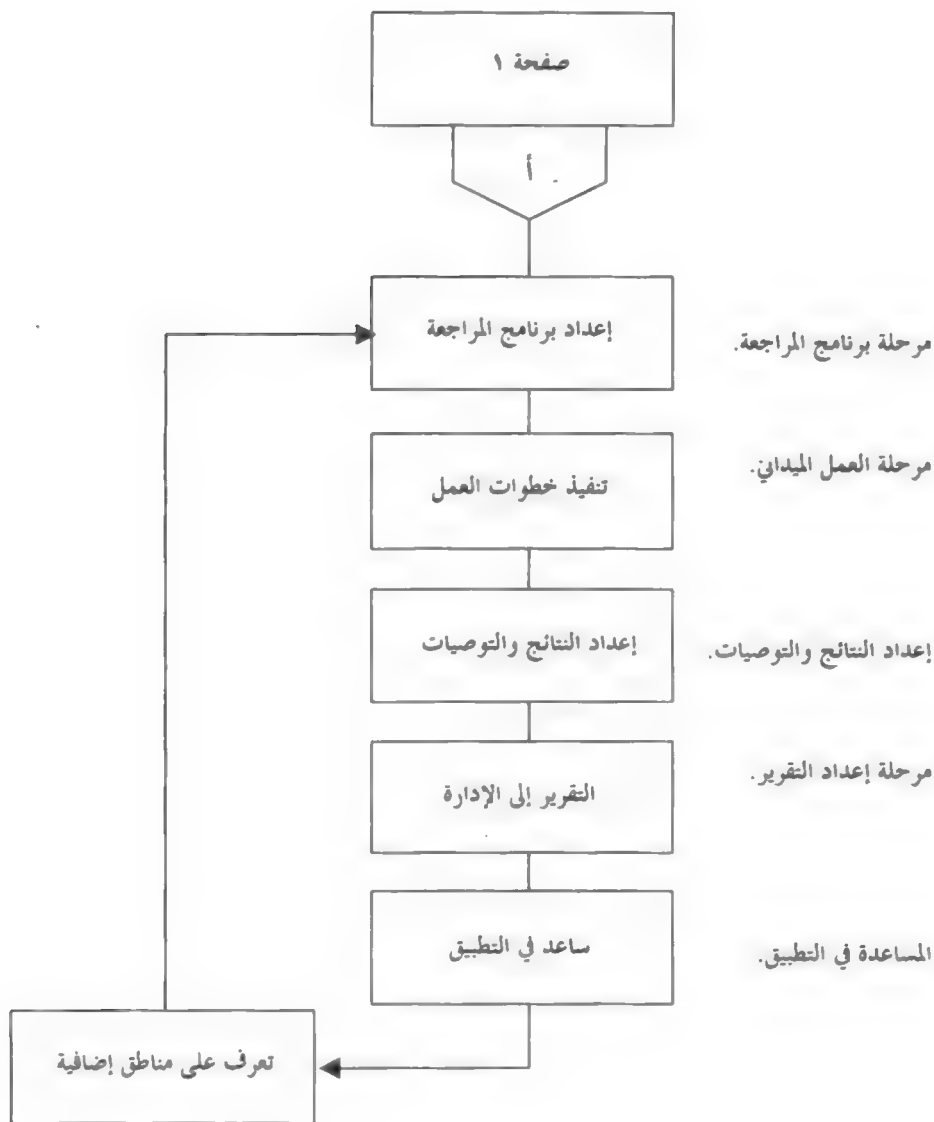 صفحة ١
أ
إعداد برنامج المراجعة
مرحلة برنامج المراجعة.
تنفيذ خطوات العمل
مرحلة العمل الميداني.
إعداد النتائج والتوصيات
إعداد النتائج والتوصيات.
التقرير إلى الإدارة
مرحلة إعداد التقرير.
ساعد في التطبيق
المساعدة في التطبيق.
تعرف على مناطق إضافية